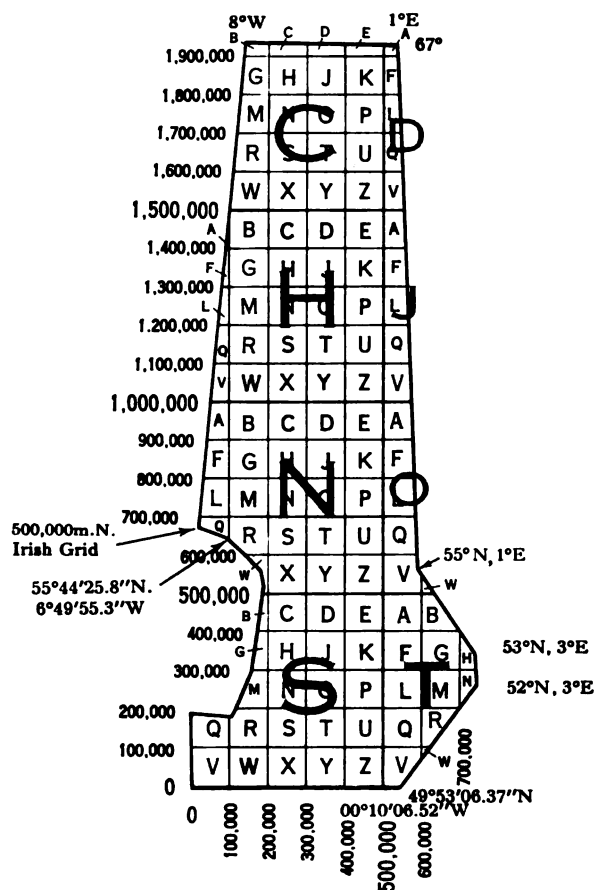 8°W 1°E
B C D E A 67°
1,900,000 G H J K F
1,800,000 M N O P L
C D
1,700,000 R S T U Q
1,600,000 W X Y Z V
1,500,000 A B C D E A
1,400,000 F G H J K F
1,300,000 L M N O P L
H J
1,200,000 Q R S T U Q
1,100,000 V W X Y Z V
1,000,000 A B C D E A
900,000 F G H J K F
800,000 L M N O P L
N O
700,000 Q R S T U Q
500,000m.N.
Irish Grid
600,000 W X Y Z V W
55° N, 1°E
55°44'25.8"N.
6°49'55.3"W
500,000 B C D E A B
400,000 G H J K F G H
53°N, 3°E
300,000 M N O P L M N
S T
52°N, 3°E
200,000 Q R S T U Q R
100,000 V W X Y Z V W
0
700,000
49°53'06.37"N
00°10'06.52"W
0 100,000 200,000 300,000 400,000 500,000 600,000